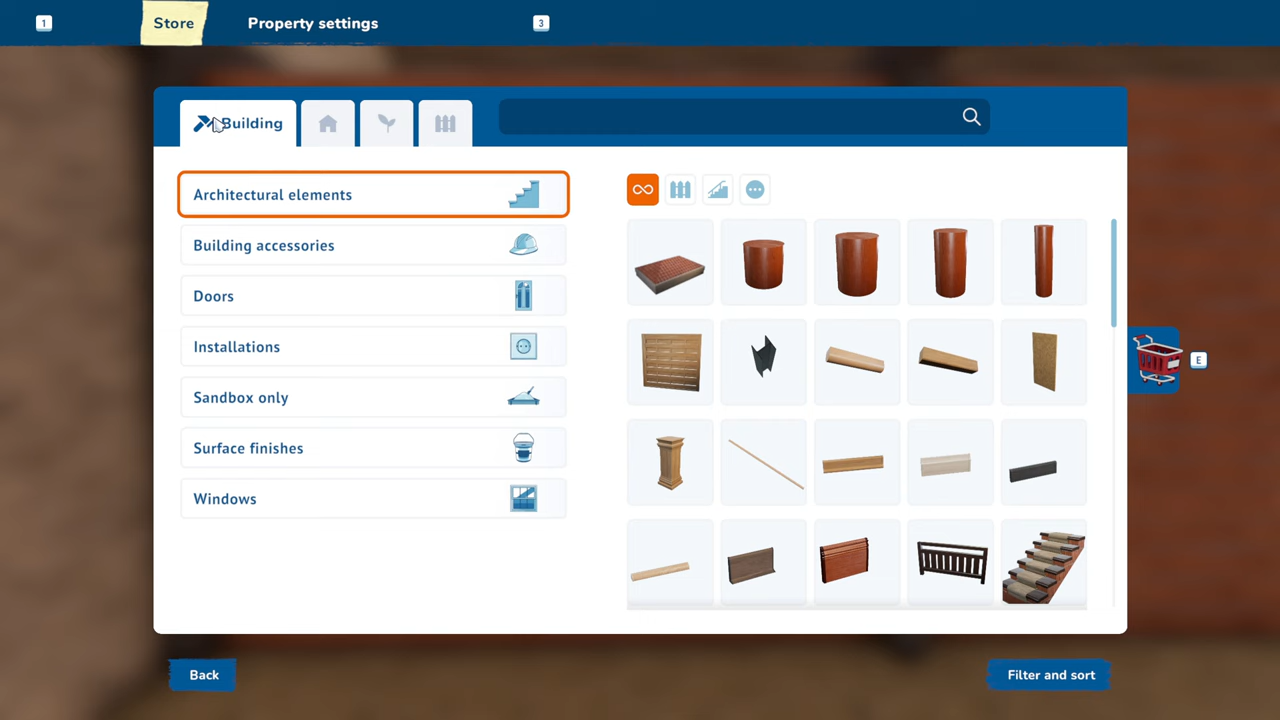 1
Store
Property settings
3
Building
Architectural elements
Building accessories
Doors
Installations
Sandbox only
Surface finishes
Windows
E
Back
Filter and sort